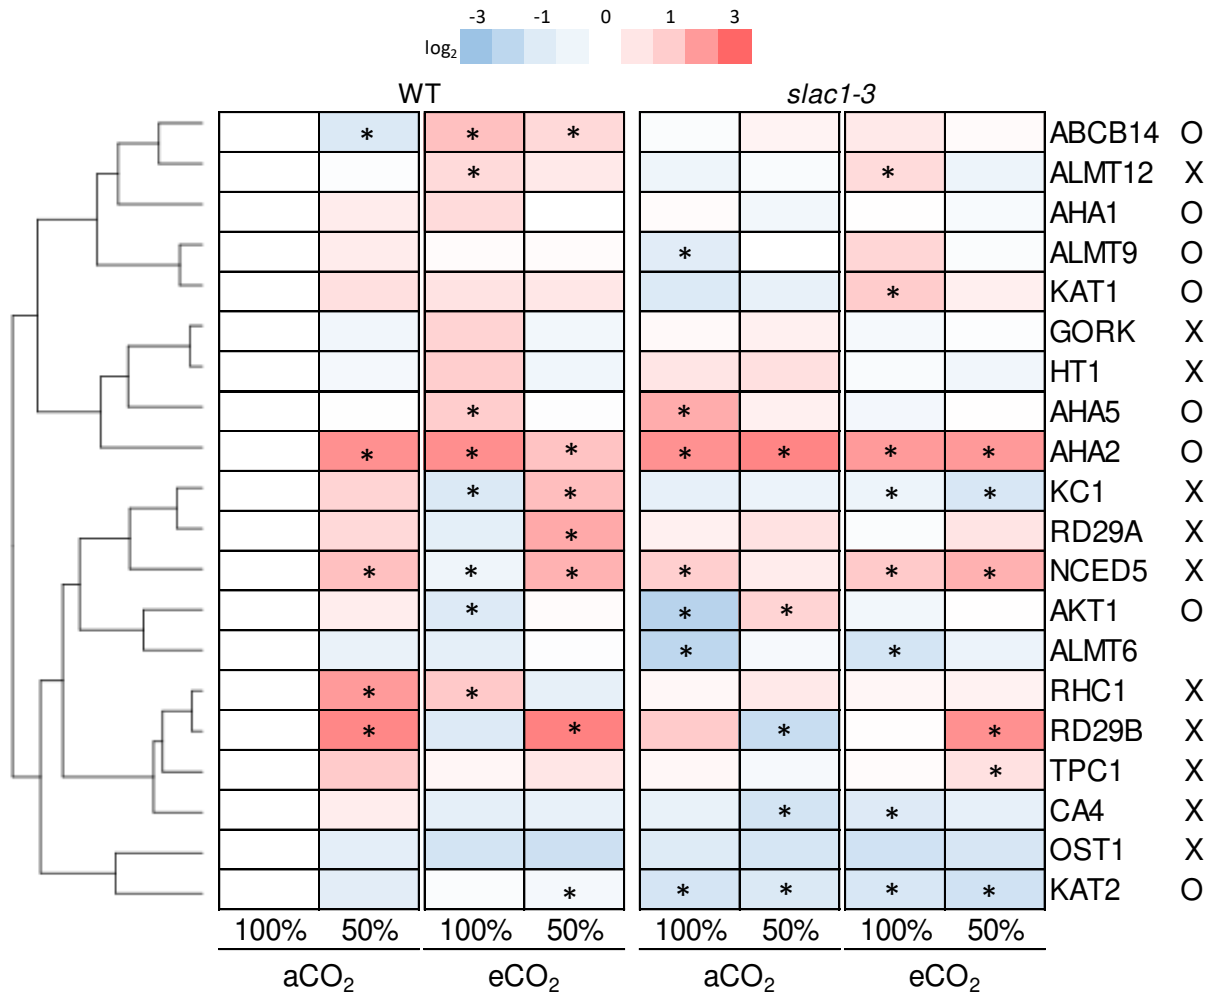 -3 -1 0 1 3
log2
WT slac1-3
* * * ABCB14 O
* * ALMT12 X
AHA1 O
* ALMT9 O
* KAT1 O
GORK X
HT1 X
* * AHA5 O
* * * * * * * AHA2 O
* * * * KC1 X
* RD29A X
* * * * * * NCED5 X
* * * AKT1 O
* * ALMT6
* * RHC1 X
* * * * RD29B X
* TPC1 X
* * CA4 X
OST1 X
* * * * * KAT2 O
100% 50% 100% 50% 100% 50% 100% 50%
aCO2 eCO2 aCO2 eCO2